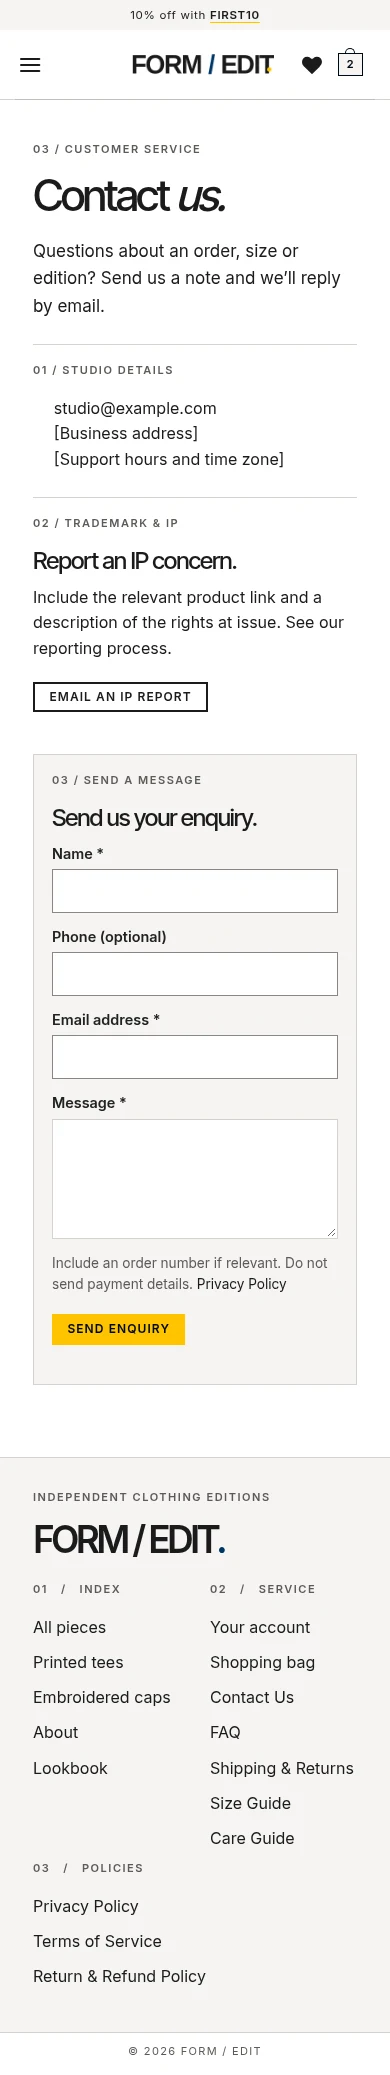 10% off with FIRST10
FORM / EDIT.
2
03 / CUSTOMER SERVICE
Contact us.
Questions about an order, size or
edition? Send us a note and we’ll reply
by email.
01 / STUDIO DETAILS
studio@example.com
[Business address]
[Support hours and time zone]
02 / TRADEMARK & IP
Report an IP concern.
Include the relevant product link and a
description of the rights at issue. See our
reporting process.
EMAIL AN IP REPORT
03 / SEND A MESSAGE
Send us your enquiry.
Name *
Phone (optional)
Email address *
Message *
Include an order number if relevant. Do not
send payment details. Privacy Policy
SEND ENQUIRY
INDEPENDENT CLOTHING EDITIONS
FORM / EDIT.
01 / INDEX
All pieces
Printed tees
Embroidered caps
About
Lookbook
02 / SERVICE
Your account
Shopping bag
Contact Us
FAQ
Shipping & Returns
Size Guide
Care Guide
03 / POLICIES
Privacy Policy
Terms of Service
Return & Refund Policy
© 2026 FORM / EDIT